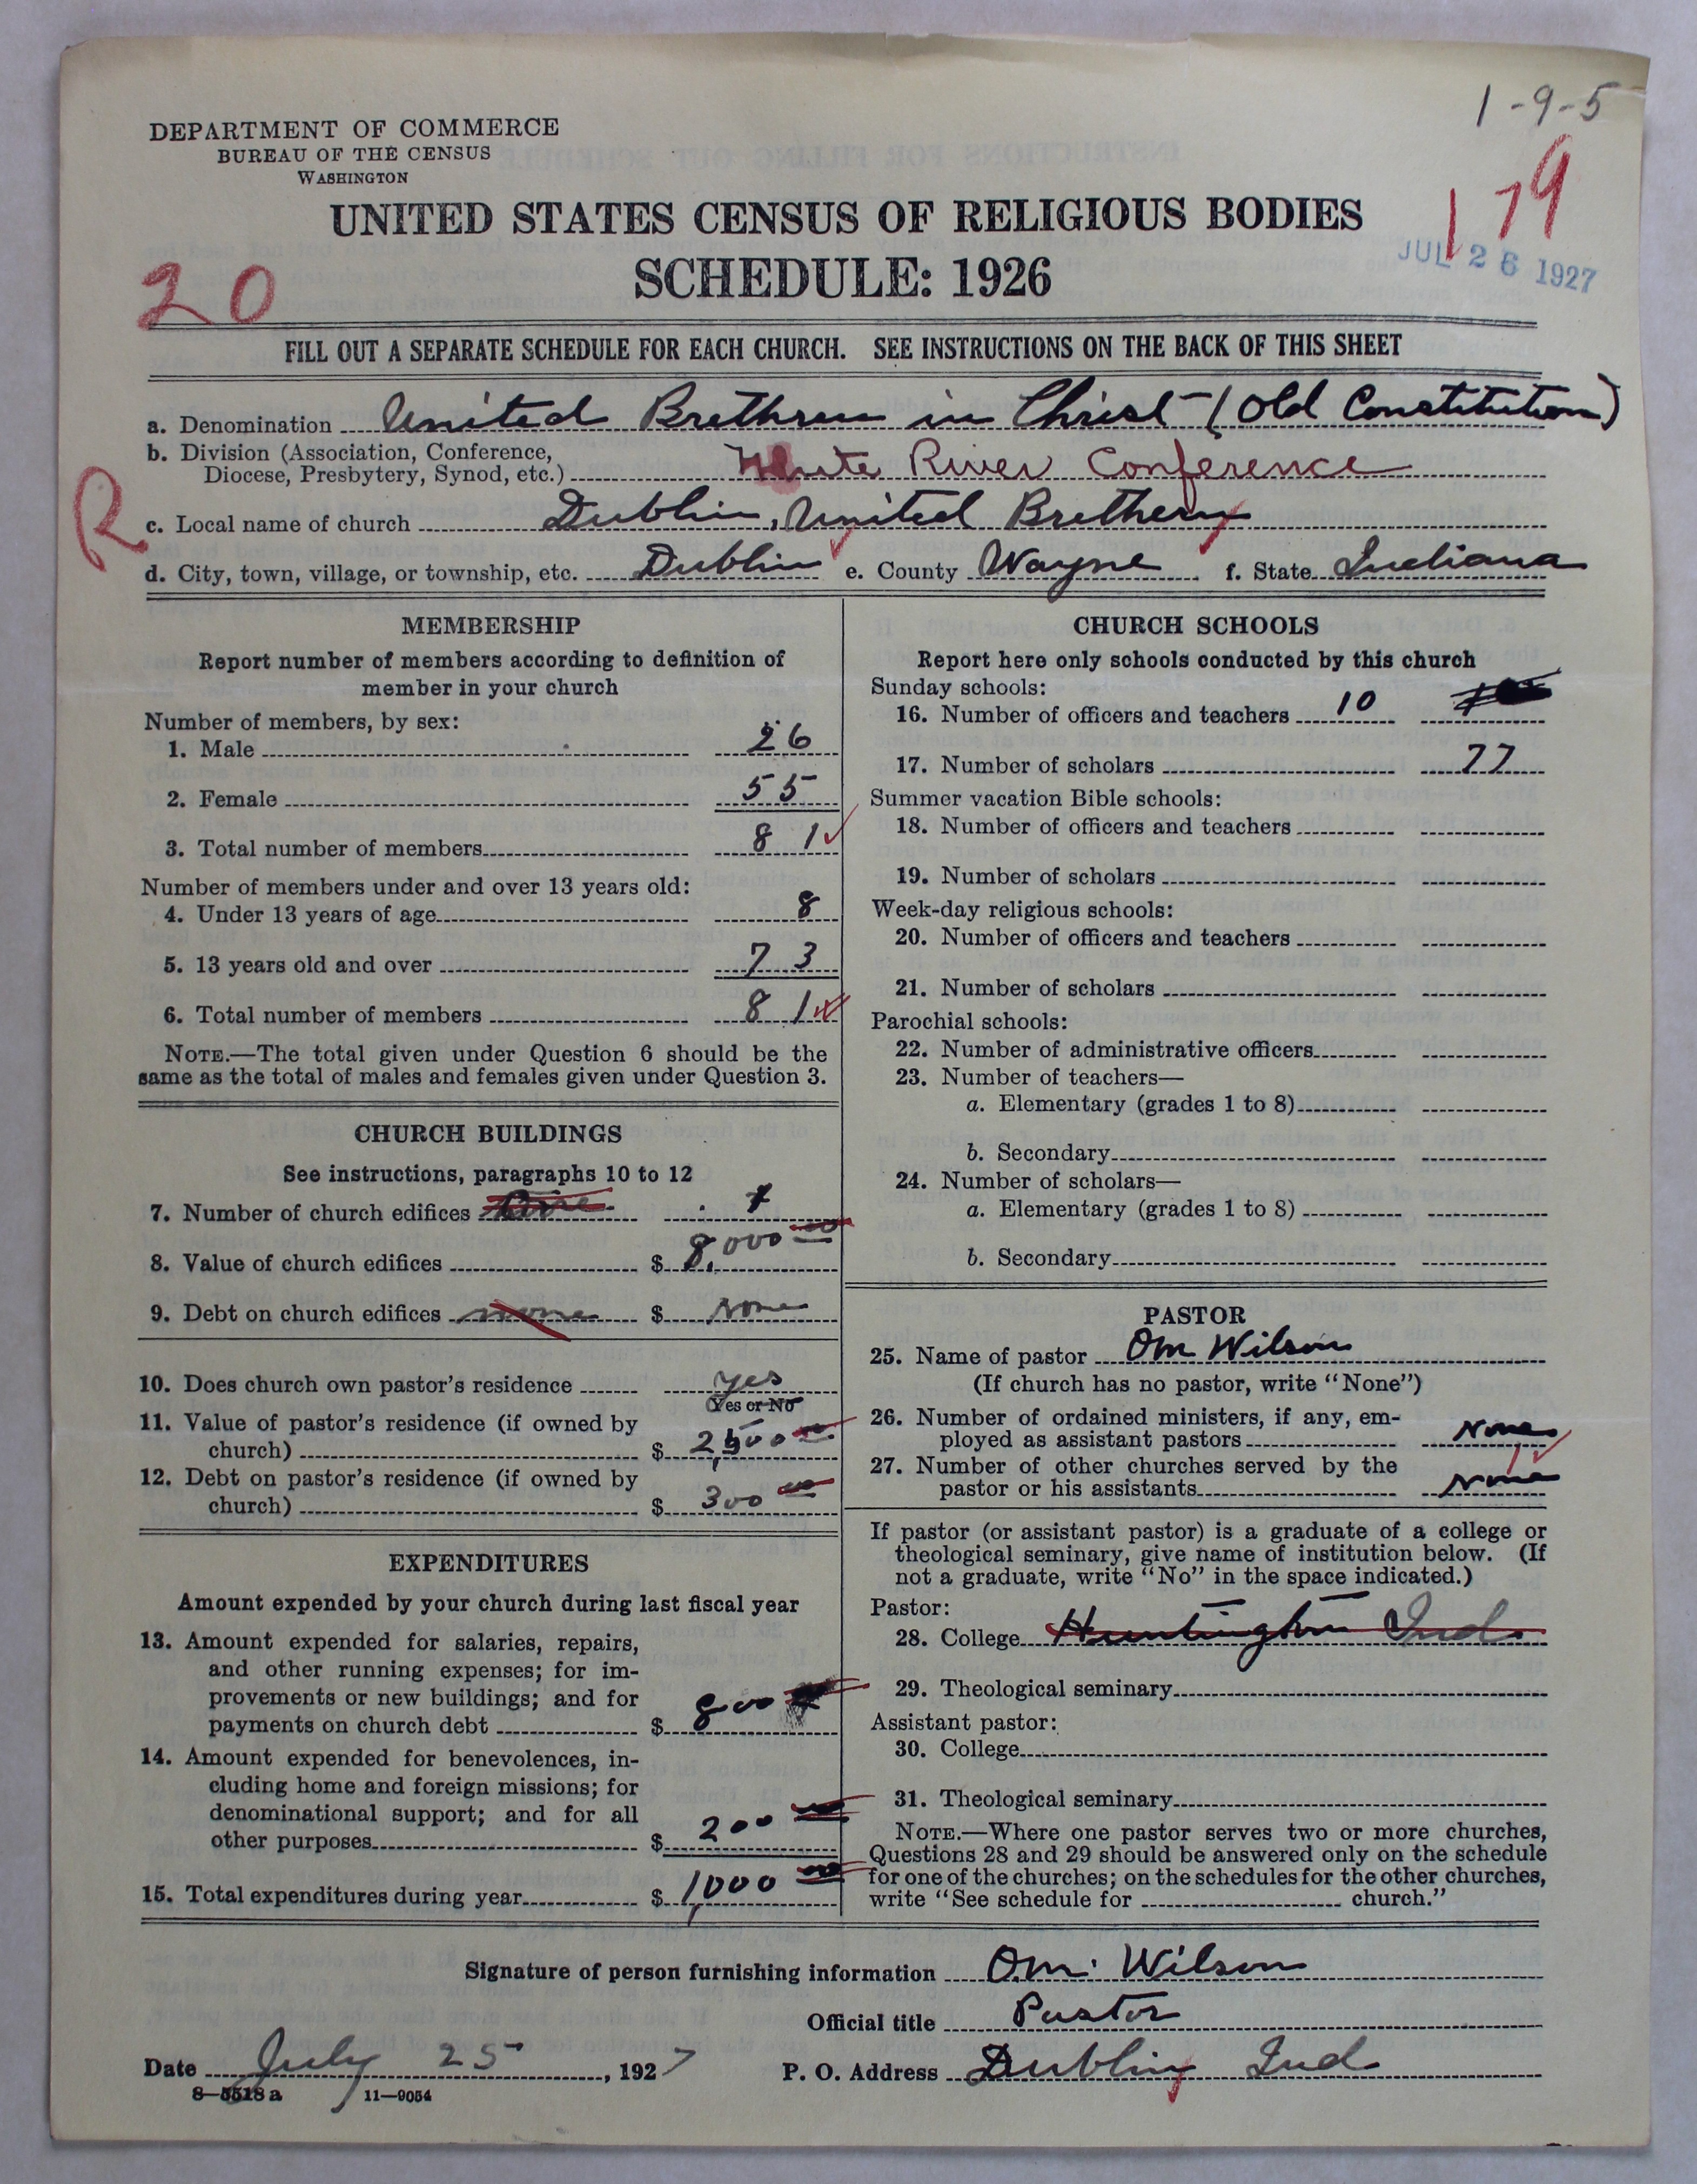 1-9-5
DEPARTMENT OF COMMERCE
BUREAU OF THE CENSUS
WASHINGTON
179
UNITED STATES CENSUS OF RELIGIOUS BODIES
JUL 26 1927
20
SCHEDULE: 1926
FILL OUT A SEPARATE SCHEDULE FOR EACH CHURCH. SEE INSTRUCTIONS ON THE BACK OF THIS SHEET
a. Denomination United Brethren in Christ (Old Constitution)
b. Division (Association, Conference,
Diocese, Presbytery, Synod, etc.) White River Conference
R
c. Local name of church Dublin, United Brethern
d. City, town, village, or township, etc. Dublin e. County Wayne f. State Indiana
MEMBERSHIP
Report number of members according to definition of
member in your church
Number of members, by sex:
1. Male 26
2. Female 55
3. Total number of members 81
Number of members under and over 13 years old:
4. Under 13 years of age 8
5. 13 years old and over 73
6. Total number of members 81
NOTE.—The total given under Question 6 should be the
same as the total of males and females given under Question 3.
CHURCH BUILDINGS
See instructions, paragraphs 10 to 12
7. Number of church edifices One 1
8. Value of church edifices $ 8,000 00
9. Debt on church edifices none $ None
10. Does church own pastor's residence yes
Yes or No
11. Value of pastor's residence (if owned by
church) $ 2,500 00
12. Debt on pastor's residence (if owned by
church) $ 300 00
EXPENDITURES
Amount expended by your church during last fiscal year
13. Amount expended for salaries, repairs,
and other running expenses; for im-
provements or new buildings; and for
payments on church debt $ 800
14. Amount expended for benevolences, in-
cluding home and foreign missions; for
denominational support; and for all
other purposes $ 200 00
15. Total expenditures during year $ 1,000 00
CHURCH SCHOOLS
Report here only schools conducted by this church
Sunday schools:
16. Number of officers and teachers 10
17. Number of scholars 77
Summer vacation Bible schools:
18. Number of officers and teachers
19. Number of scholars
Week-day religious schools:
20. Number of officers and teachers
21. Number of scholars
Parochial schools:
22. Number of administrative officers
23. Number of teachers—
a. Elementary (grades 1 to 8)
b. Secondary
24. Number of scholars—
a. Elementary (grades 1 to 8)
b. Secondary
PASTOR
25. Name of pastor Om Wilson
(If church has no pastor, write "None")
26. Number of ordained ministers, if any, em-
ployed as assistant pastors None
27. Number of other churches served by the
pastor or his assistants None
If pastor (or assistant pastor) is a graduate of a college or
theological seminary, give name of institution below. (If
not a graduate, write "No" in the space indicated.)
Pastor:
28. College Huntington Ind.
29. Theological seminary
Assistant pastor:
30. College
31. Theological seminary
NOTE.—Where one pastor serves two or more churches,
Questions 28 and 29 should be answered only on the schedule
for one of the churches; on the schedules for the other churches,
write "See schedule for church."
Signature of person furnishing information O.m. Wilson
Official title Pastor
Date July 25, 1927 P. O. Address Dublin Ind
8—5518 a 11—9054